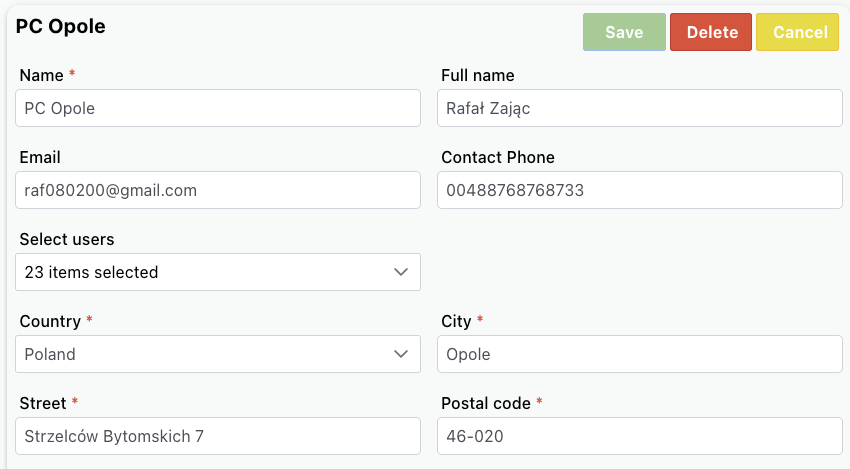 PC Opole
Save Delete Cancel
Name * Full name
PC Opole Rafał Zając
Email Contact Phone
raf080200@gmail.com 00488768768733
Select users
23 items selected
Country * City *
Poland Opole
Street * Postal code *
Strzelców Bytomskich 7 46-020